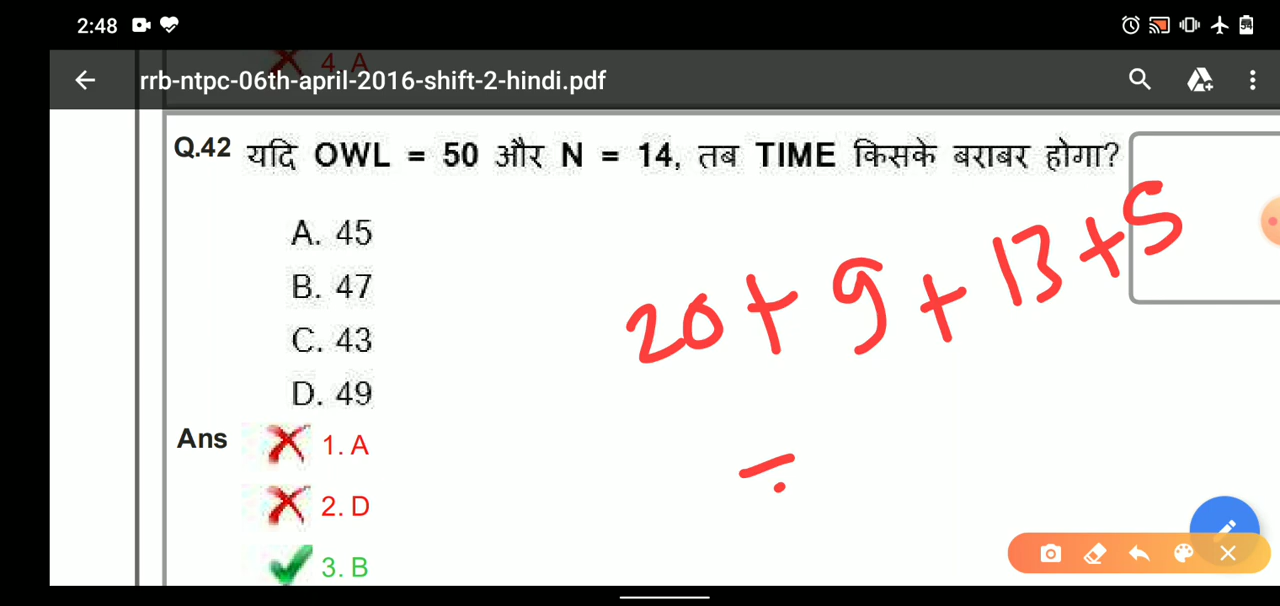 2:48
4. A
rrb-ntpc-06th-april-2016-shift-2-hindi.pdf
Q.42 यदि OWL = 50 और N = 14, तब TIME किसके बराबर होगा?
A. 45
B. 47
C. 43
D. 49
20 + 9 + 13 + 5
Ans 1. A
2. D
3. B